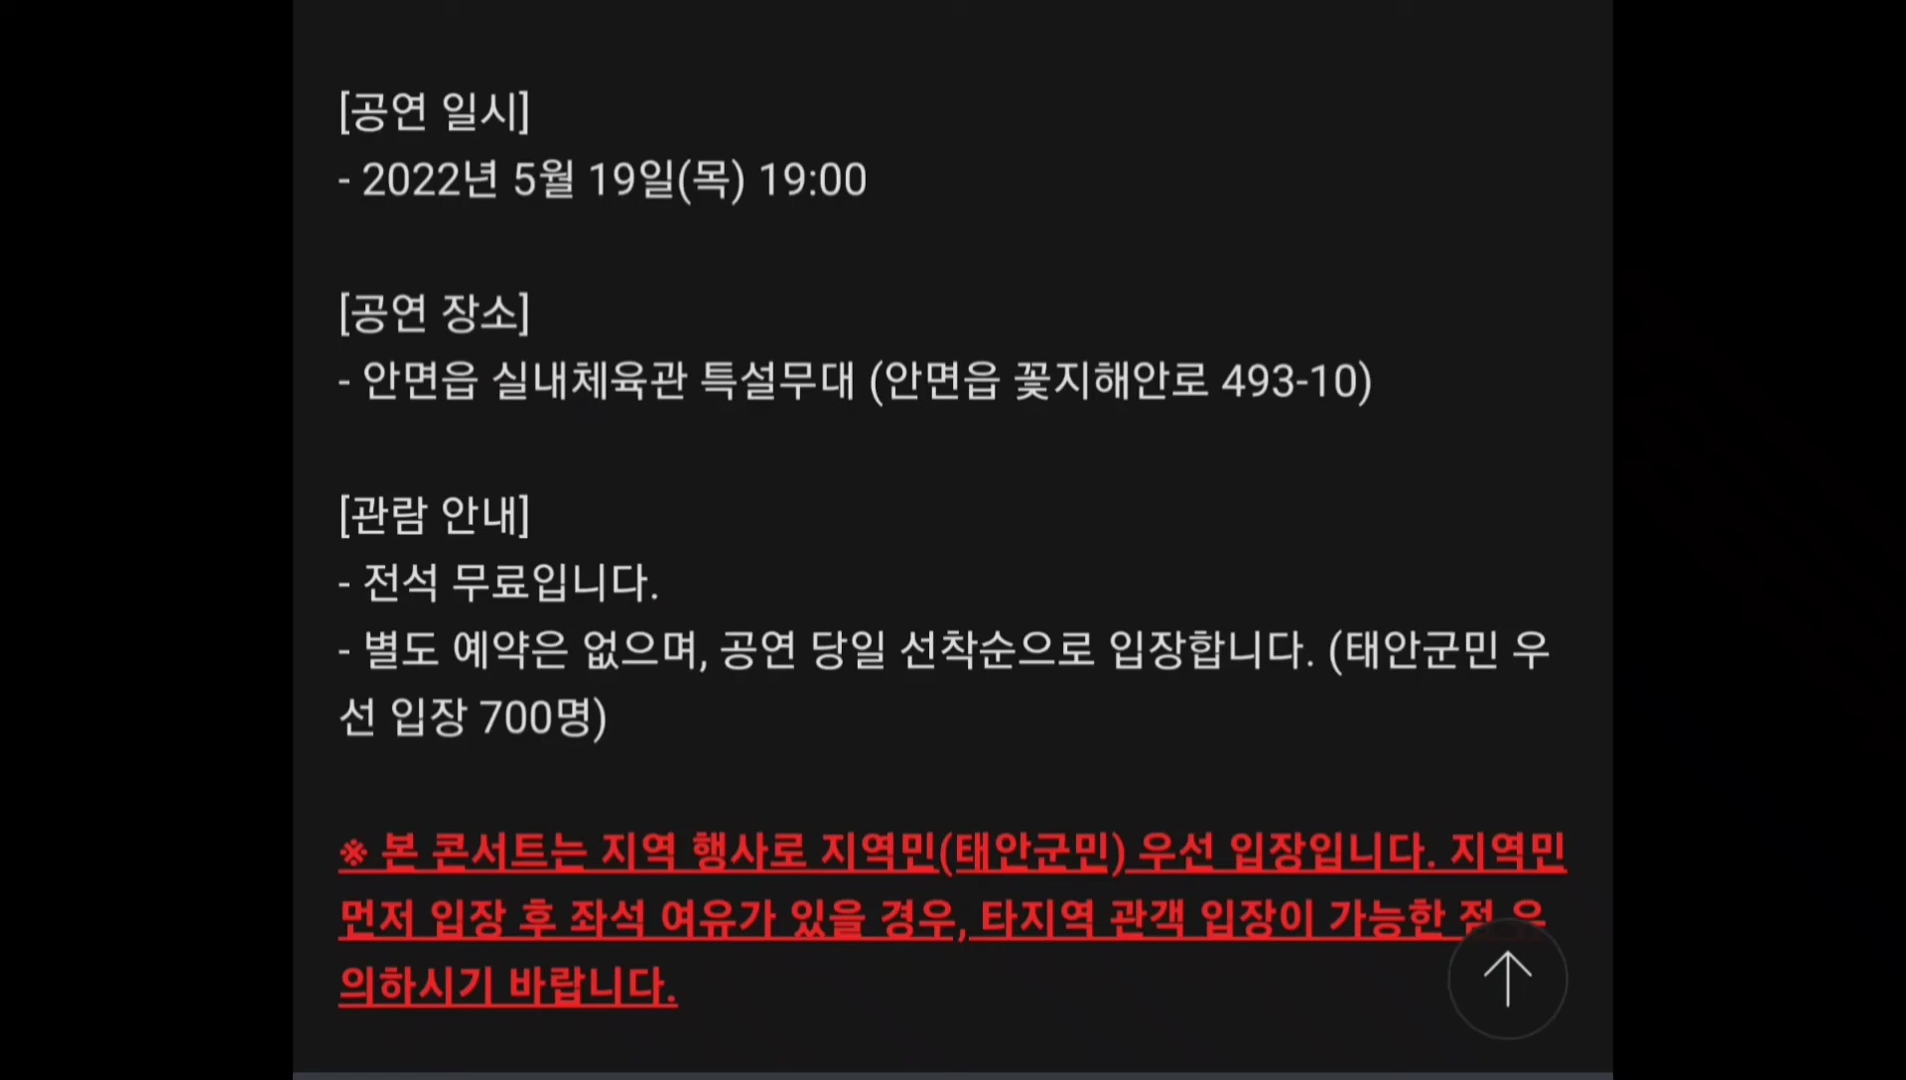 [공연 일시]
- 2022년 5월 19일(목) 19:00
[공연 장소]
- 안면읍 실내체육관 특설무대 (안면읍 꽃지해안로 493-10)
[관람 안내]
- 전석 무료입니다.
- 별도 예약은 없으며, 공연 당일 선착순으로 입장합니다. (태안군민 우
선 입장 700명)
※ 본 콘서트는 지역 행사로 지역민(태안군민) 우선 입장입니다. 지역민
먼저 입장 후 좌석 여유가 있을 경우, 타지역 관객 입장이 가능한 점 유
의하시기 바랍니다.